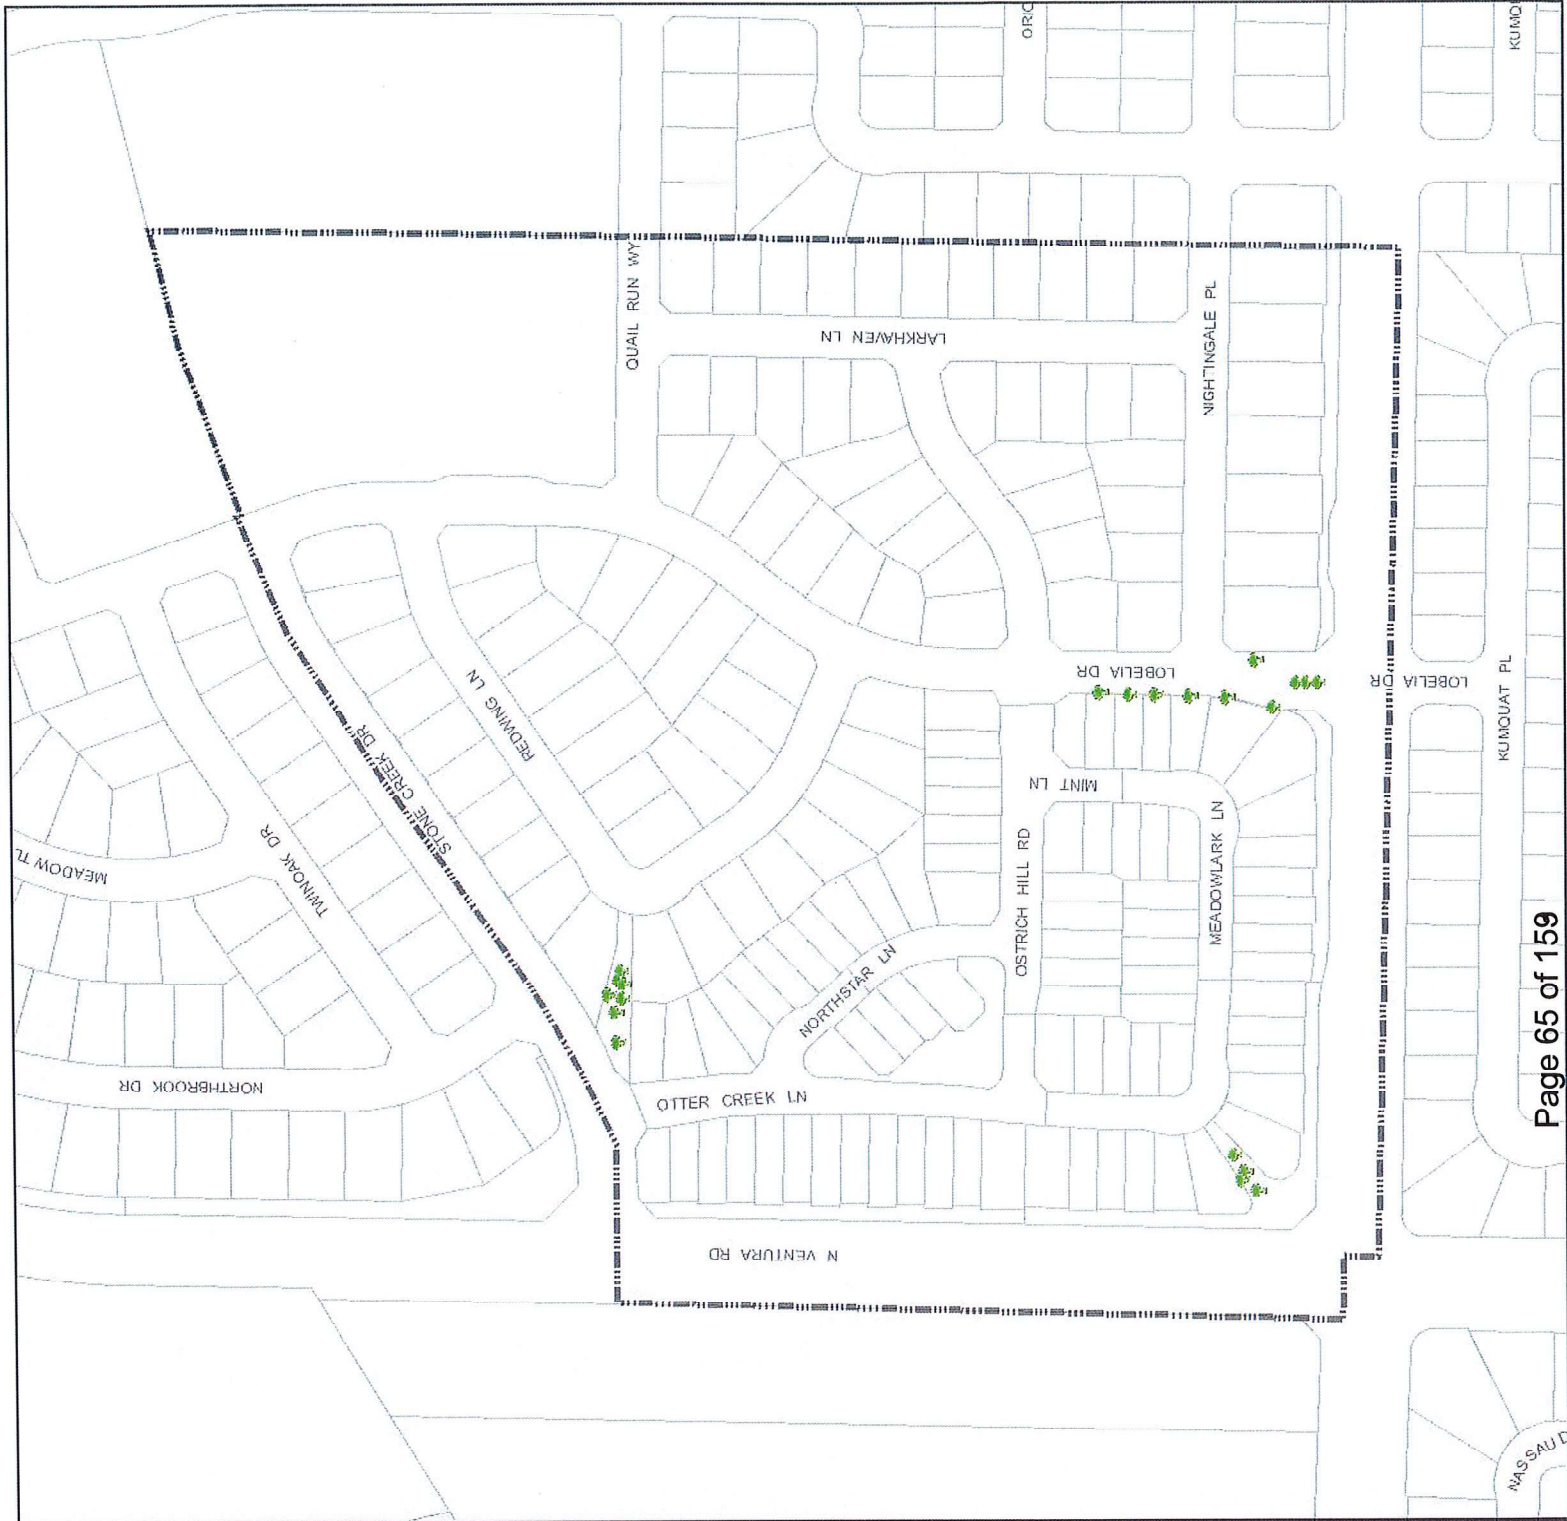 ORIC
KUMQU
QUAIL RUN WY
LARKHAVEN LN
NIGHTINGALE PL
REDWING LN
STONE CREEK DR
TWINOAK DR
MEADOW TL
NORTHBROOK DR
LOBELIA DR
LOBELIA DR
KUMQUAT PL
MINT LN
OSTRICH HILL RD
MEADOWLARK LN
NORTHSTAR LN
OTTER CREEK LN
N VENTURA RD
NASSAU D
Page 65 of 159